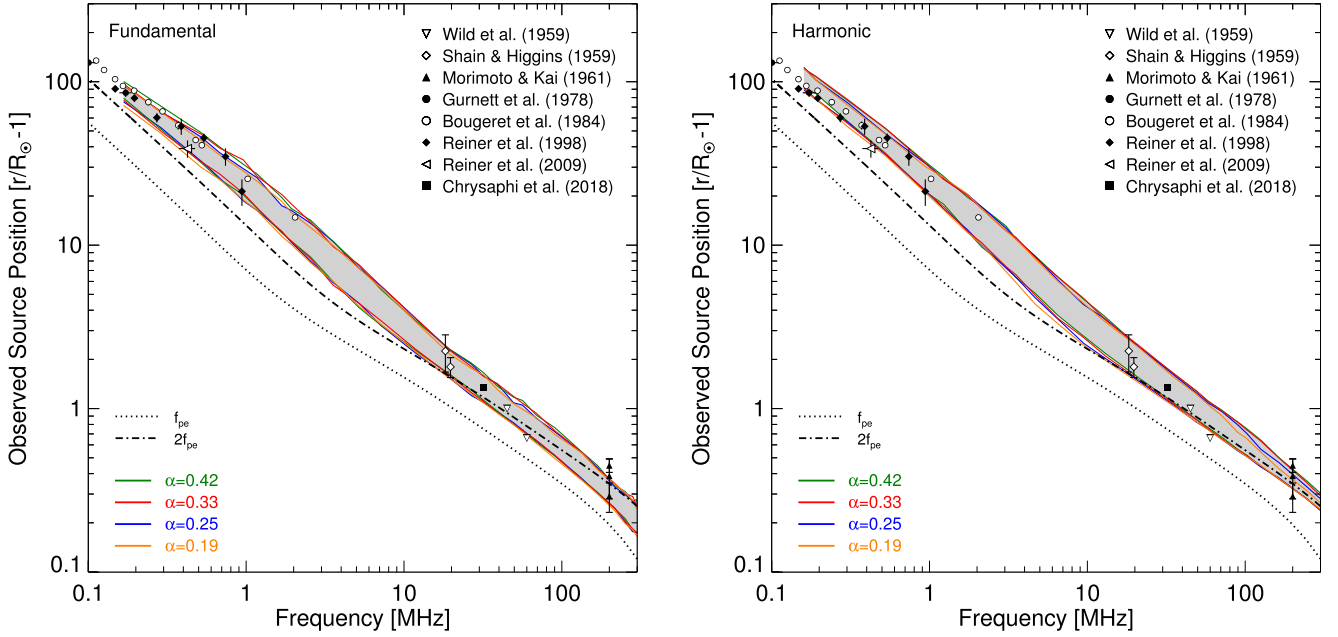 Fundamental
Wild et al. (1959)
Shain & Higgins (1959)
Morimoto & Kai (1961)
Gurnett et al. (1978)
Bougeret et al. (1984)
Reiner et al. (1998)
Reiner et al. (2009)
Chrysaphi et al. (2018)
Observed Source Position [r/R☉-1]
100
10
1
0.1
fpe
2fpe
α=0.42
α=0.33
α=0.25
α=0.19
0.1 1 10 100
Frequency [MHz]
Harmonic
Wild et al. (1959)
Shain & Higgins (1959)
Morimoto & Kai (1961)
Gurnett et al. (1978)
Bougeret et al. (1984)
Reiner et al. (1998)
Reiner et al. (2009)
Chrysaphi et al. (2018)
Observed Source Position [r/R☉-1]
100
10
1
0.1
fpe
2fpe
α=0.42
α=0.33
α=0.25
α=0.19
0.1 1 10 100
Frequency [MHz]